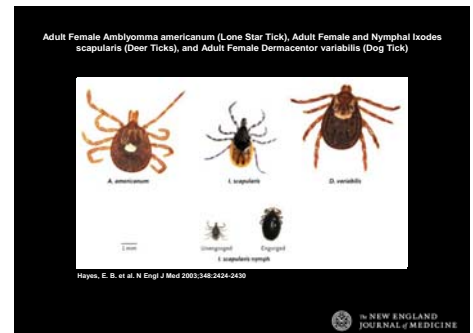 Adult Female Amblyomma americanum (Lone Star Tick), Adult Female and Nymphal Ixodes
scapularis (Deer Ticks), and Adult Female Dermacentor variabilis (Dog Tick)
A. americanum
I. scapularis
D. variabilis
1 mm
Unengorged
Engorged
I. scapularis nymph
Hayes, E. B. et al. N Engl J Med 2003;348:2424-2430
The NEW ENGLAND
JOURNAL of MEDICINE